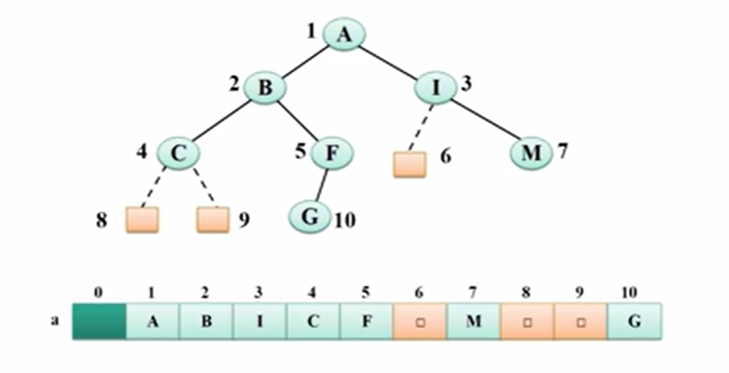 1 A
2 B I 3
4 C 5 F 6 M 7
8 9 G 10
0 1 2 3 4 5 6 7 8 9 10
a A B I C F □ M □ □ G